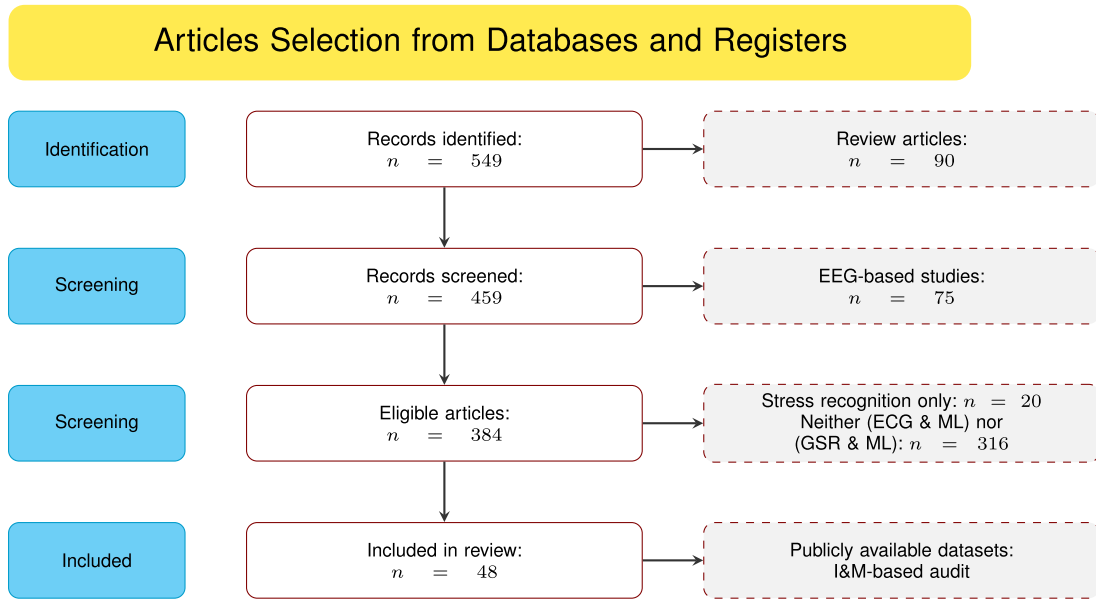 Articles Selection from Databases and Registers
Identification
Records identified:
n = 549
Review articles:
n = 90
Screening
Records screened:
n = 459
EEG-based studies:
n = 75
Screening
Eligible articles:
n = 384
Stress recognition only: n = 20
Neither (ECG & ML) nor
(GSR & ML): n = 316
Included
Included in review:
n = 48
Publicly available datasets:
I&M-based audit